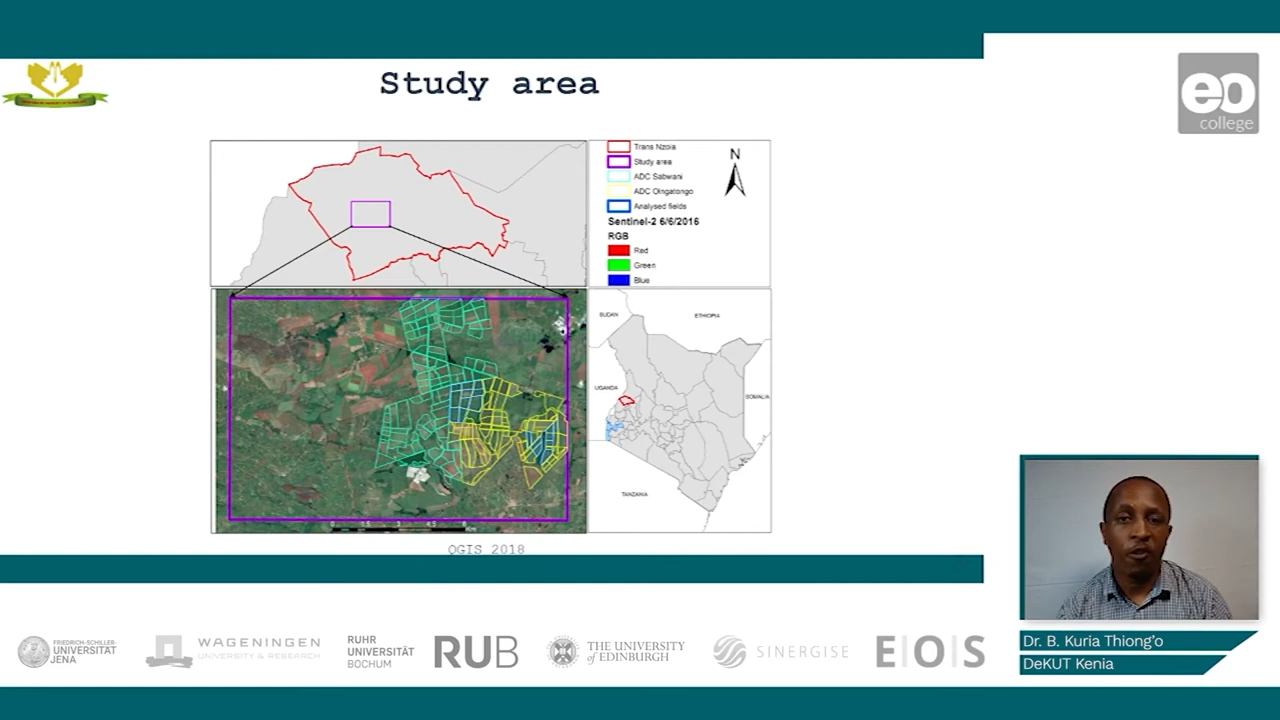 Study area
eo
college
Trans Nzoia
Study area
ADC Sabwani
ADC Olngatongo
Analysed fields
Sentinel-2 6/6/2016
RGB
Red
Green
Blue
N
SUDAN
ETHIOPIA
UGANDA
SOMALIA
TANZANIA
QGIS 2018
Dr. B. Kuria Thiong'o
DeKUT Kenia
FRIEDRICH-SCHILLER-
UNIVERSITÄT
JENA
WAGENINGEN
UNIVERSITY & RESEARCH
RUHR
UNIVERSITÄT
BOCHUM
RUB
THE UNIVERSITY
of EDINBURGH
SINERGISE
E|O|S